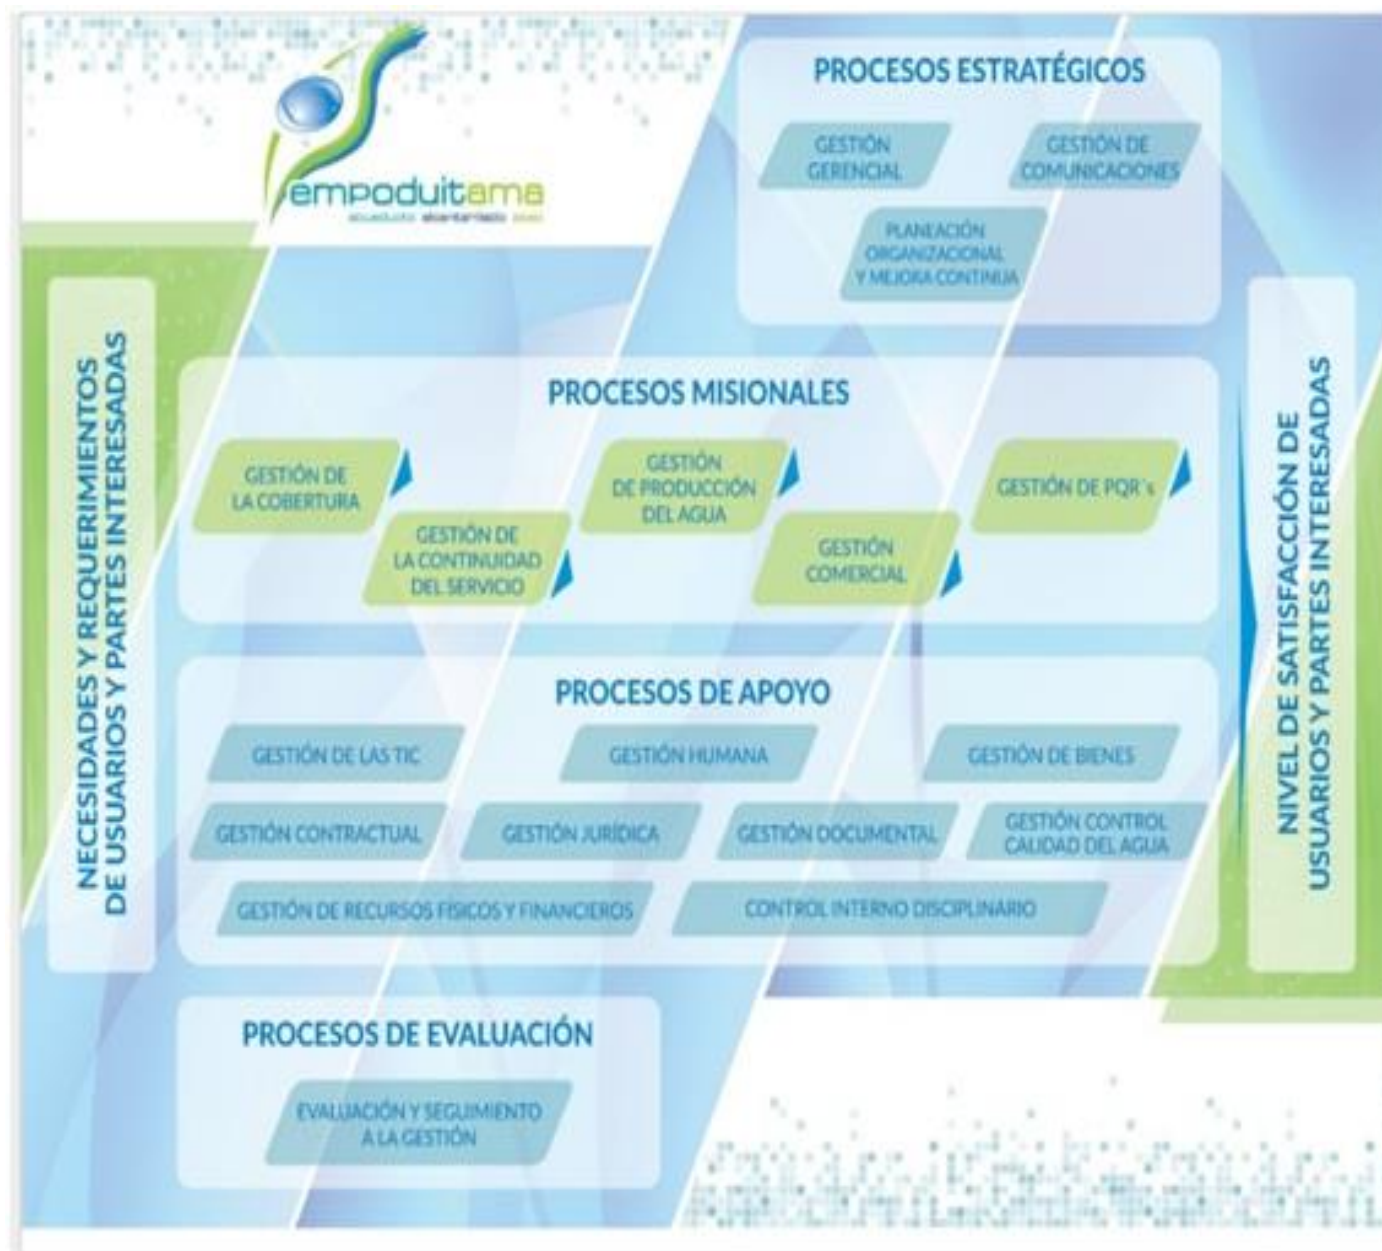 empoduitama
acueducto alcantarillado aseo
PROCESOS ESTRATÉGICOS
GESTIÓN
GERENCIAL
GESTIÓN DE
COMUNICACIONES
PLANEACIÓN
ORGANIZACIONAL
Y MEJORA CONTINUA
NECESIDADES Y REQUERIMIENTOS
DE USUARIOS Y PARTES INTERESADAS
PROCESOS MISIONALES
GESTIÓN DE
LA COBERTURA
GESTIÓN DE
LA CONTINUIDAD
DEL SERVICIO
GESTIÓN
DE PRODUCCIÓN
DEL AGUA
GESTIÓN
COMERCIAL
GESTIÓN DE PQR´s
PROCESOS DE APOYO
GESTIÓN DE LAS TIC
GESTIÓN HUMANA
GESTIÓN DE BIENES
GESTIÓN CONTRACTUAL
GESTIÓN JURÍDICA
GESTIÓN DOCUMENTAL
GESTIÓN CONTROL
CALIDAD DEL AGUA
GESTIÓN DE RECURSOS FÍSICOS Y FINANCIEROS
CONTROL INTERNO DISCIPLINARIO
PROCESOS DE EVALUACIÓN
EVALUACIÓN Y SEGUIMIENTO
A LA GESTIÓN
NIVEL DE SATISFACCIÓN DE
USUARIOS Y PARTES INTERESADAS